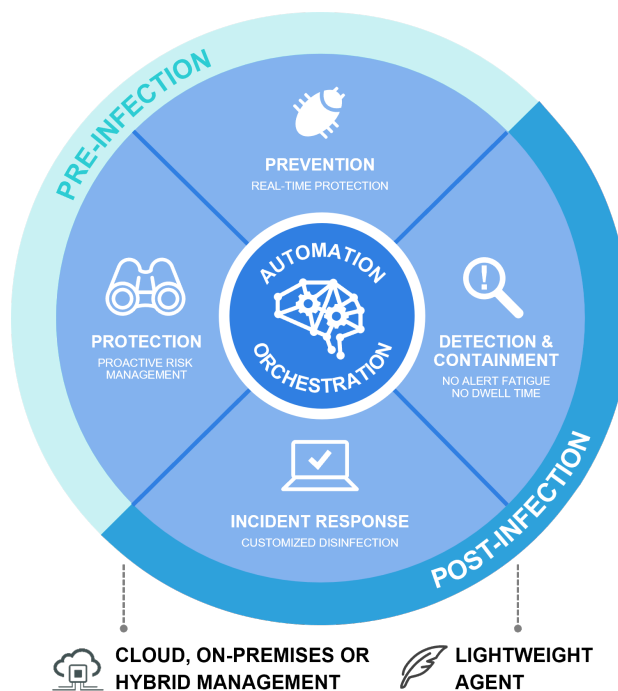 PRE-INFECTION
PREVENTION
REAL-TIME PROTECTION
AUTOMATION
ORCHESTRATION
PROTECTION
PROACTIVE RISK
MANAGEMENT
DETECTION &
CONTAINMENT
NO ALERT FATIGUE
NO DWELL TIME
INCIDENT RESPONSE
CUSTOMIZED DISINFECTION
POST-INFECTION
CLOUD, ON-PREMISES OR
HYBRID MANAGEMENT
LIGHTWEIGHT
AGENT